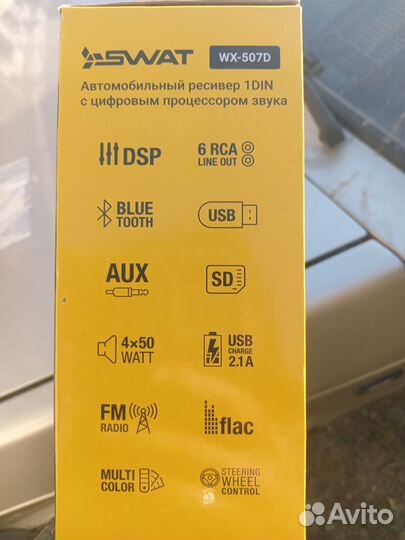 SWAT WX-507D
Автомобильный ресивер 1DIN
с цифровым процессором звука
DSP
6 RCA
LINE OUT
BLUE
TOOTH
USB
AUX
SD
4×50
WATT
USB
CHARGE
2.1A
FM
RADIO
flac
MULTI
COLOR
STEERING
WHEEL
CONTROL
Avito